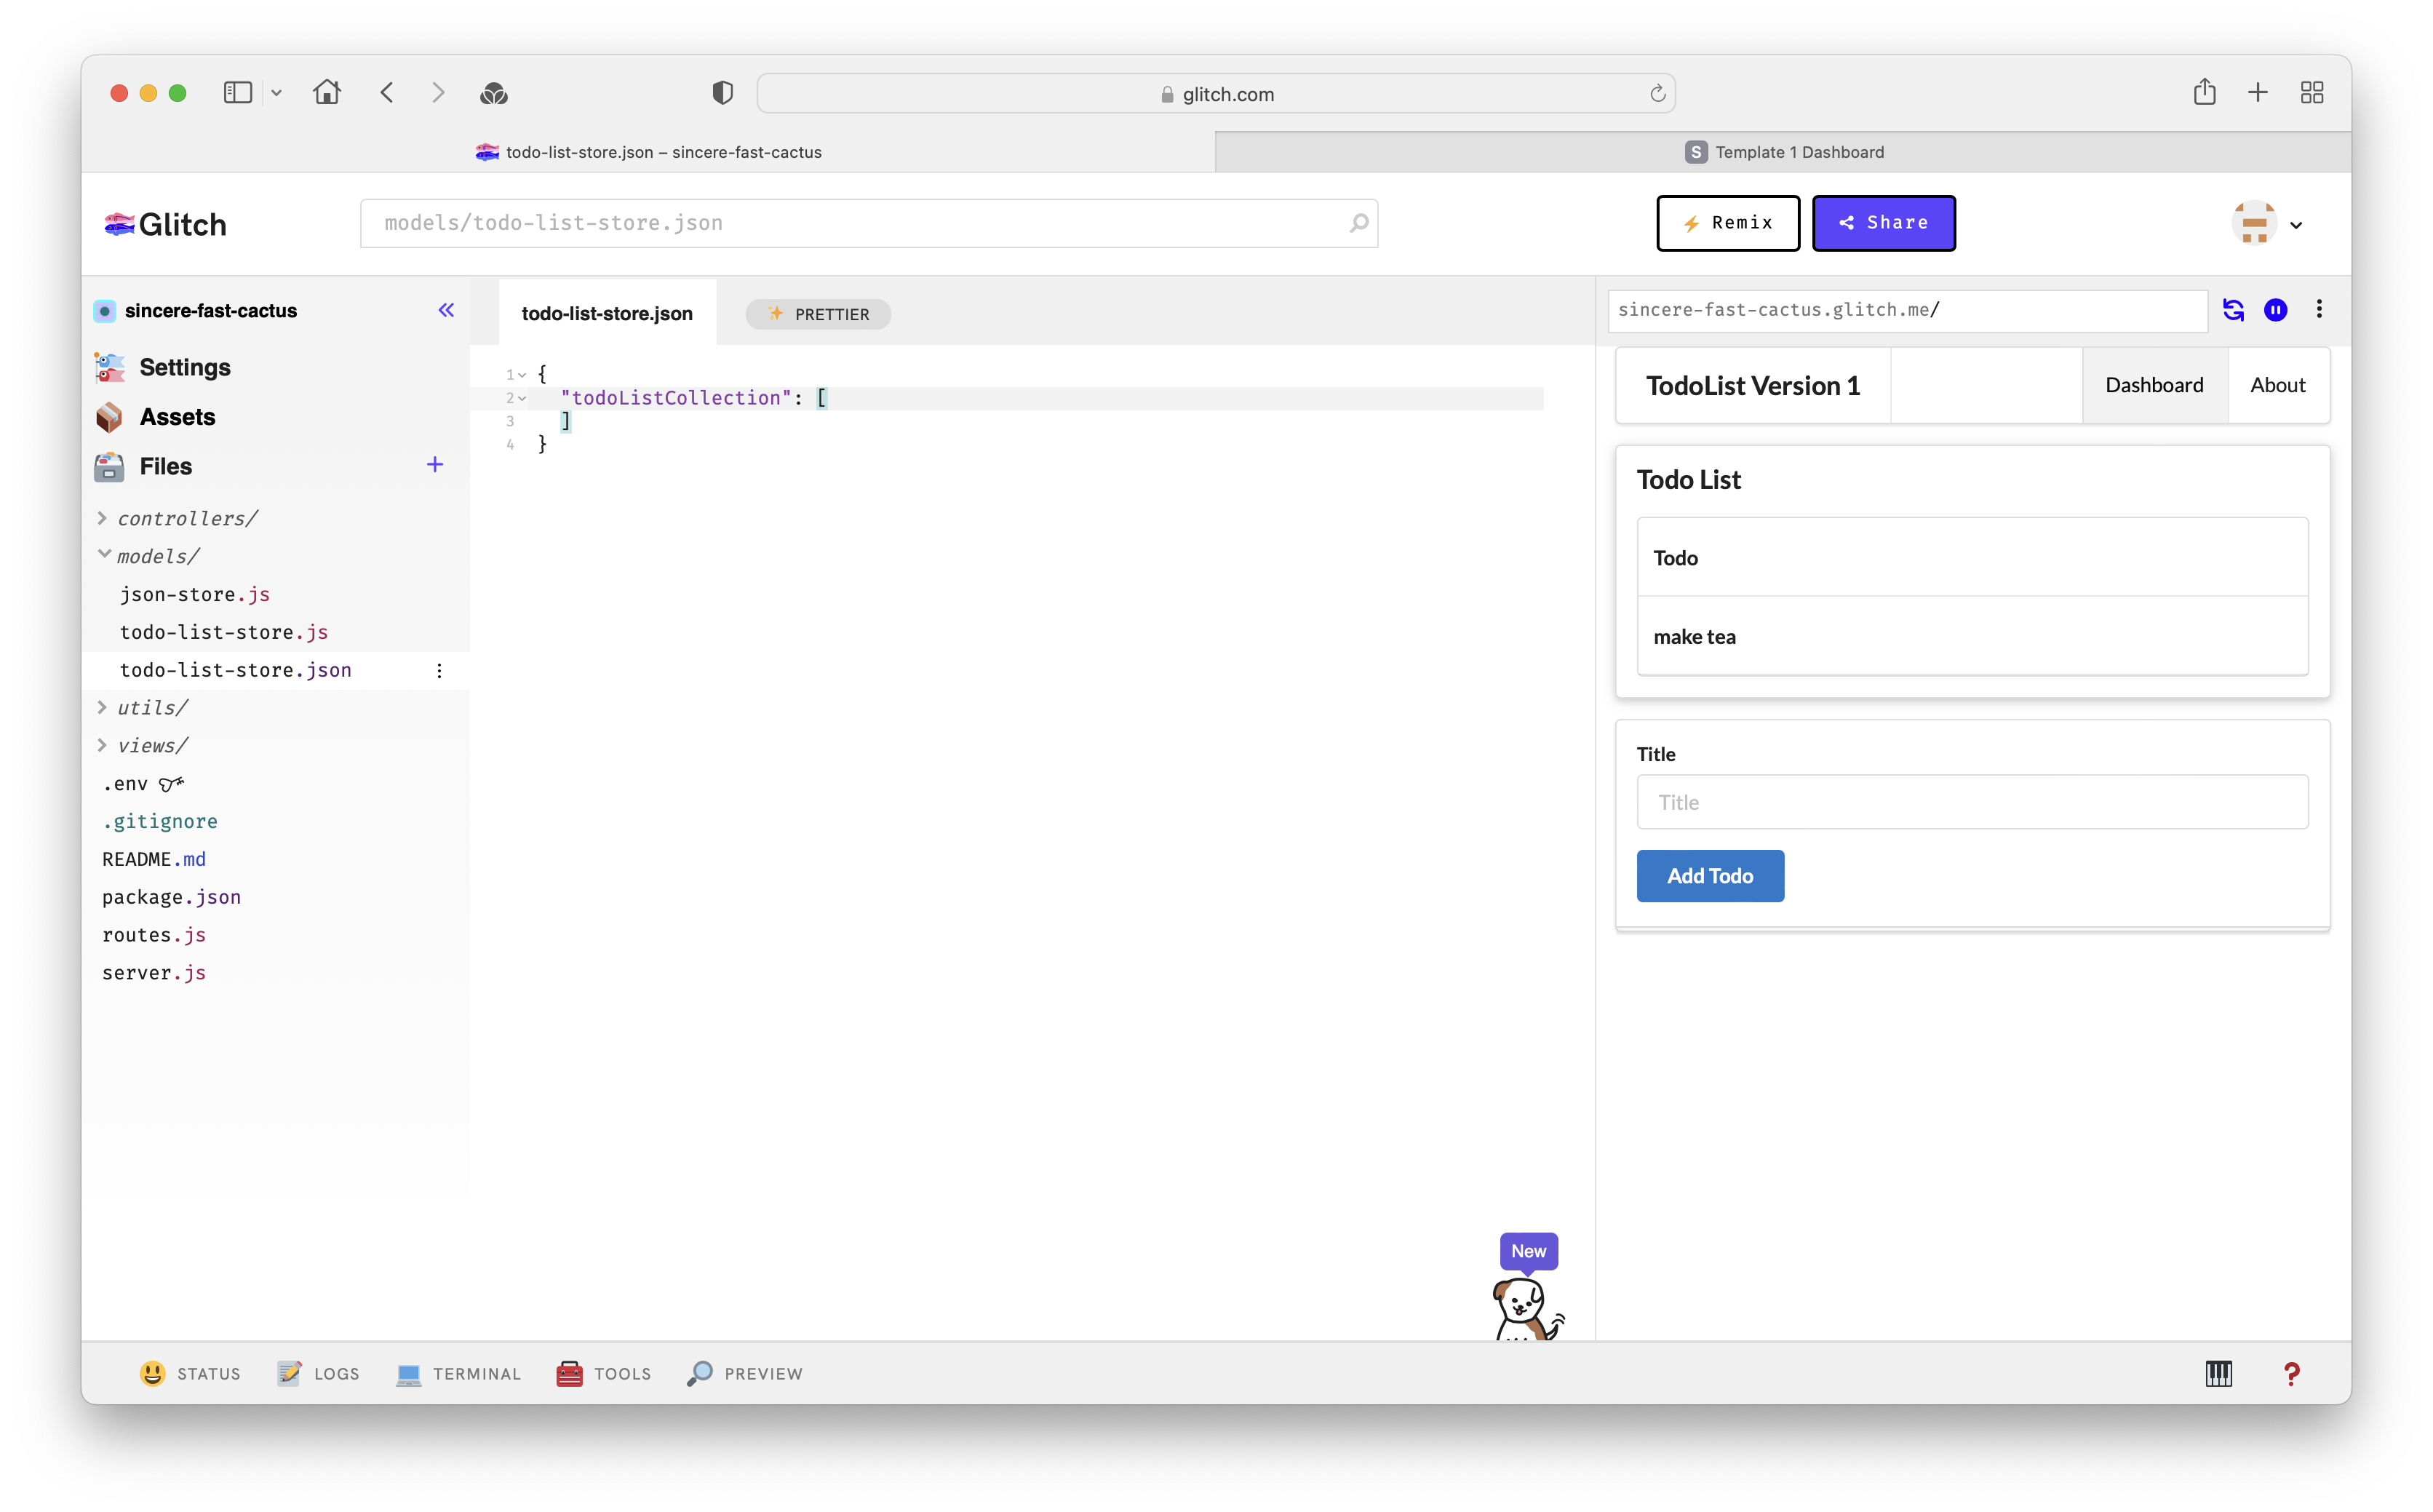 glitch.com
todo-list-store.json – sincere-fast-cactus
S Template 1 Dashboard
Glitch
models/todo-list-store.json
Remix
Share
sincere-fast-cactus
Settings
Assets
Files
controllers/
models/
json-store.js
todo-list-store.js
todo-list-store.json
utils/
views/
.env
.gitignore
README.md
package.json
routes.js
server.js
todo-list-store.json
PRETTIER
1 {
2 "todoListCollection": [
3 ]
4 }
New
sincere-fast-cactus.glitch.me/
TodoList Version 1
Dashboard
About
Todo List
Todo
make tea
Title
Title
Add Todo
STATUS
LOGS
TERMINAL
TOOLS
PREVIEW
?